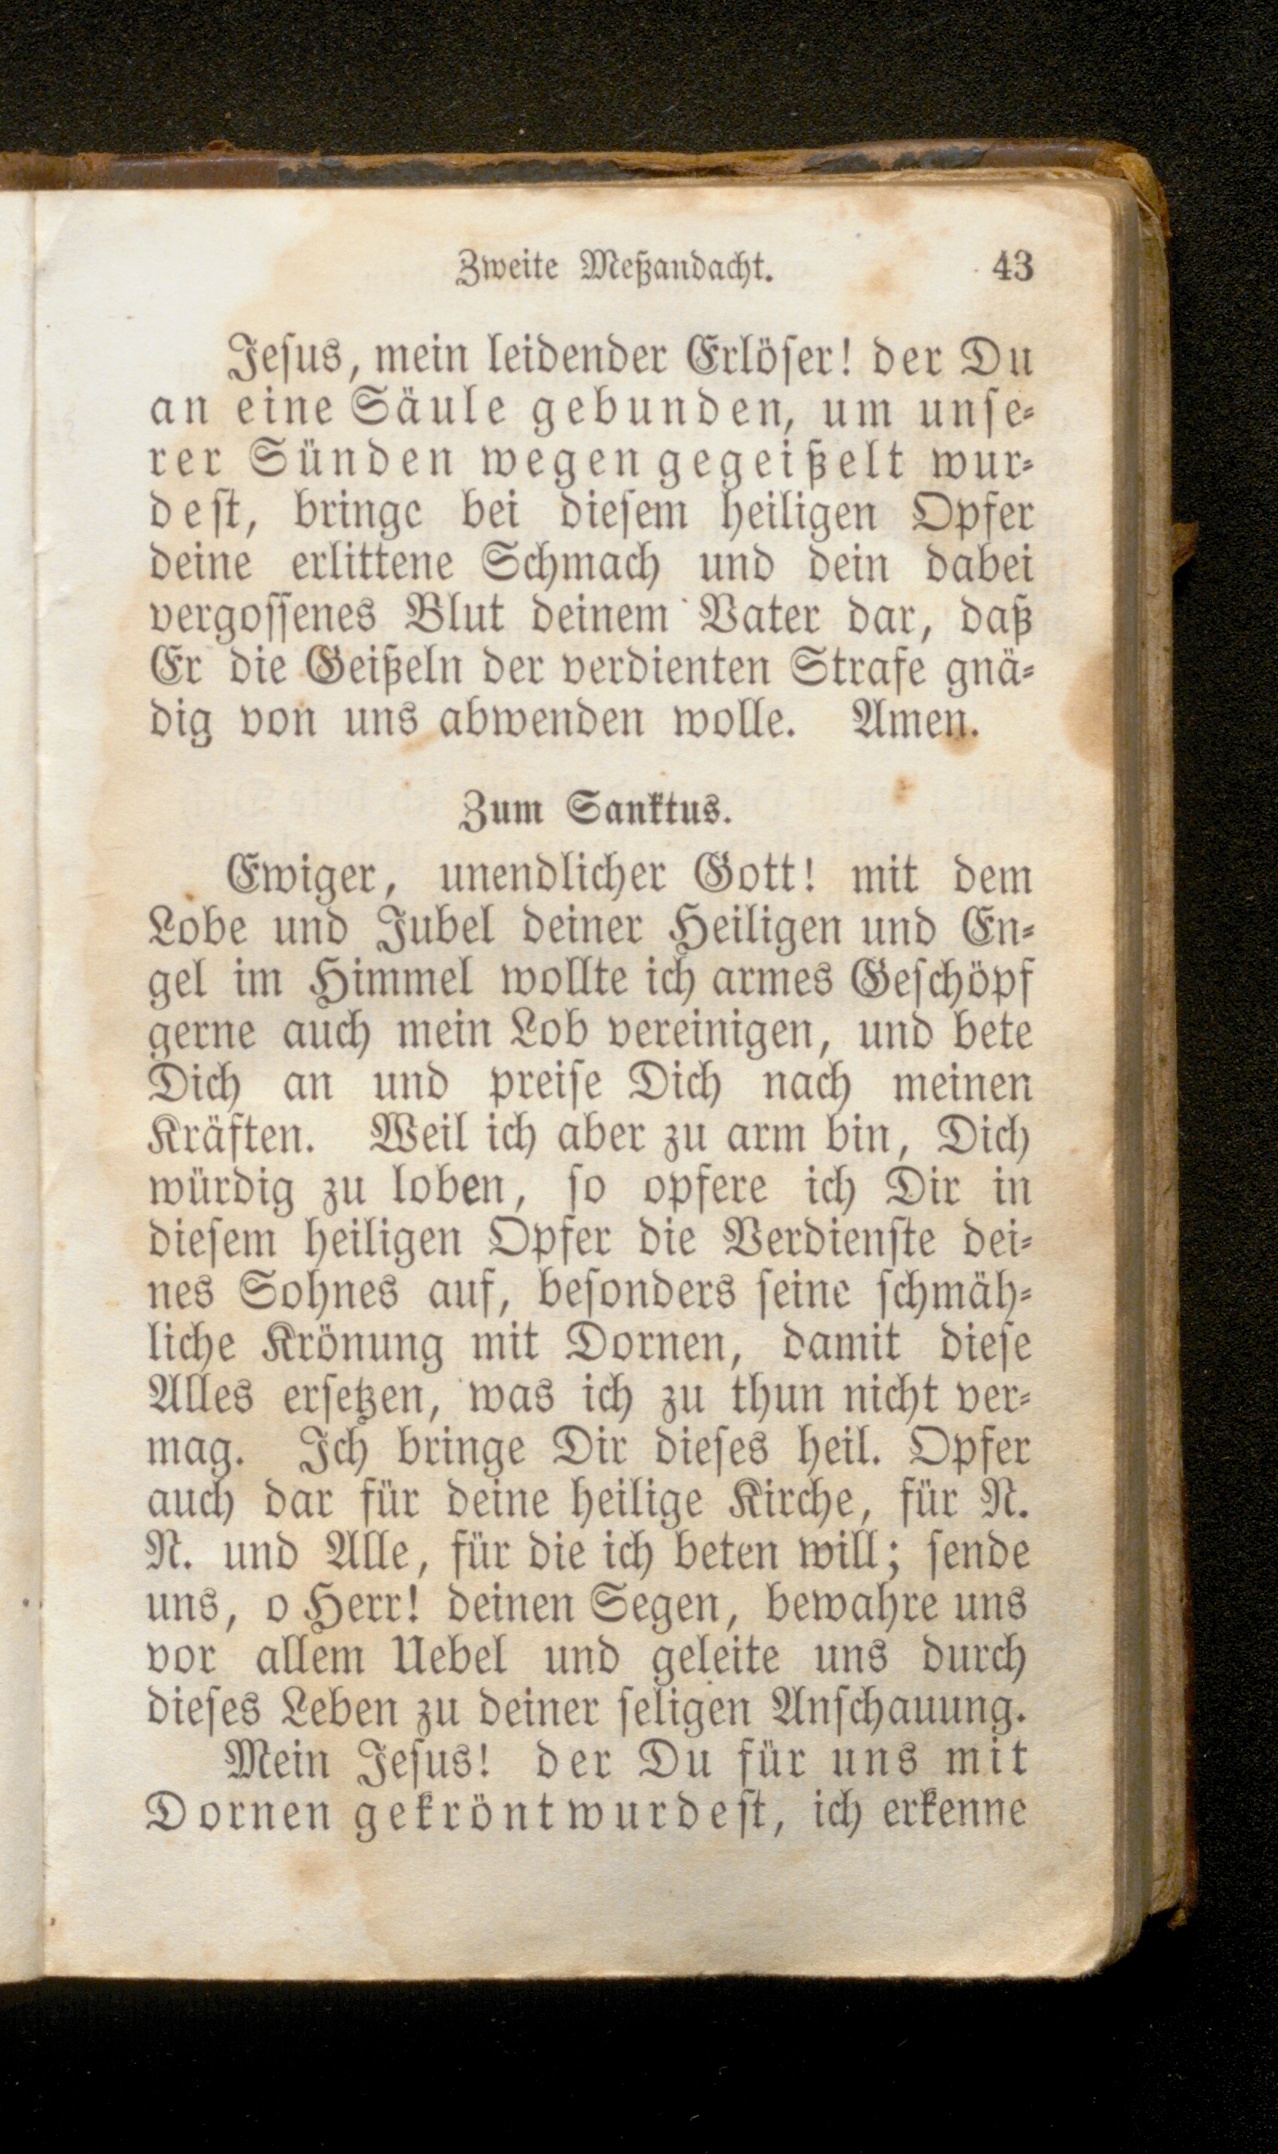 Zweite Meßandacht. 43
Jesus, mein leidender Erlöser! der Du
an eine Säule gebunden, um unse-
rer Sünden wegen gegeißelt wur-
dest, bringe bei diesem heiligen Opfer
deine erlittene Schmach und dein dabei
vergossenes Blut deinem Vater dar, daß
Er die Geißeln der verdienten Strafe gnä-
dig von uns abwenden wolle. Amen.
Zum Sanktus.
Ewiger, unendlicher Gott! mit dem
Lobe und Jubel deiner Heiligen und En-
gel im Himmel wollte ich armes Geschöpf
gerne auch mein Lob vereinigen, und bete
Dich an und preise Dich nach meinen
Kräften. Weil ich aber zu arm bin, Dich
würdig zu loben, so opfere ich Dir in
diesem heiligen Opfer die Verdienste dei-
nes Sohnes auf, besonders seine schmäh-
liche Krönung mit Dornen, damit diese
Alles ersetzen, was ich zu thun nicht ver-
mag. Ich bringe Dir dieses heil. Opfer
auch dar für deine heilige Kirche, für N.
N. und Alle, für die ich beten will; sende
uns, o Herr! deinen Segen, bewahre uns
vor allem Uebel und geleite uns durch
dieses Leben zu deiner seligen Anschauung.
Mein Jesus! der Du für uns mit
Dornen gekrönt wurdest, ich erkenne